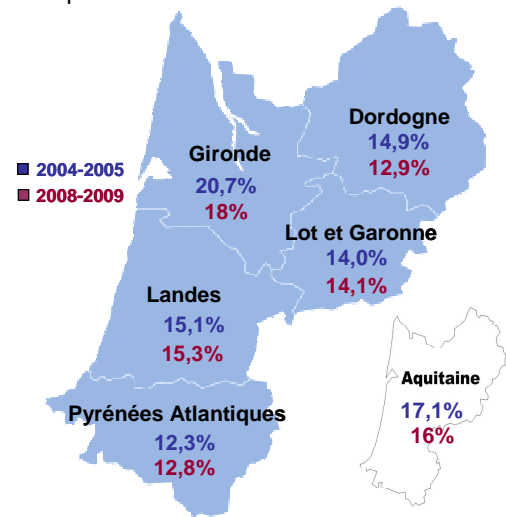 Dordogne
14,9%
12,9%
Gironde
20,7%
18%
2004-2005
2008-2009
Lot et Garonne
14,0%
14,1%
Landes
15,1%
15,3%
Aquitaine
17,1%
16%
Pyrénées Atlantiques
12,3%
12,8%